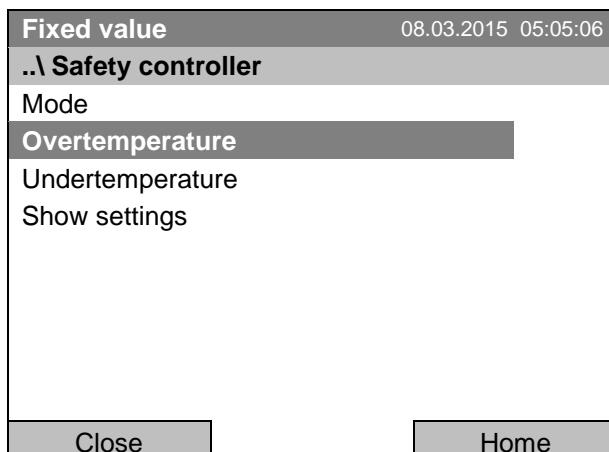 Fixed value 08.03.2015 05:05:06
..\ Safety controller
Mode
Overtemperature
Undertemperature
Show settings
Close Home